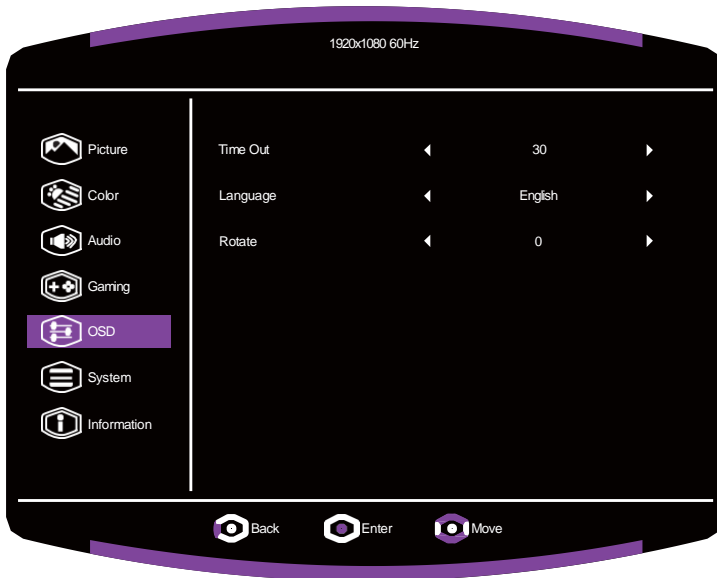 1920x1080 60Hz
Picture
Time Out 30
Color
Language English
Audio
Rotate 0
Gaming
OSD
System
Information
Back Enter Move